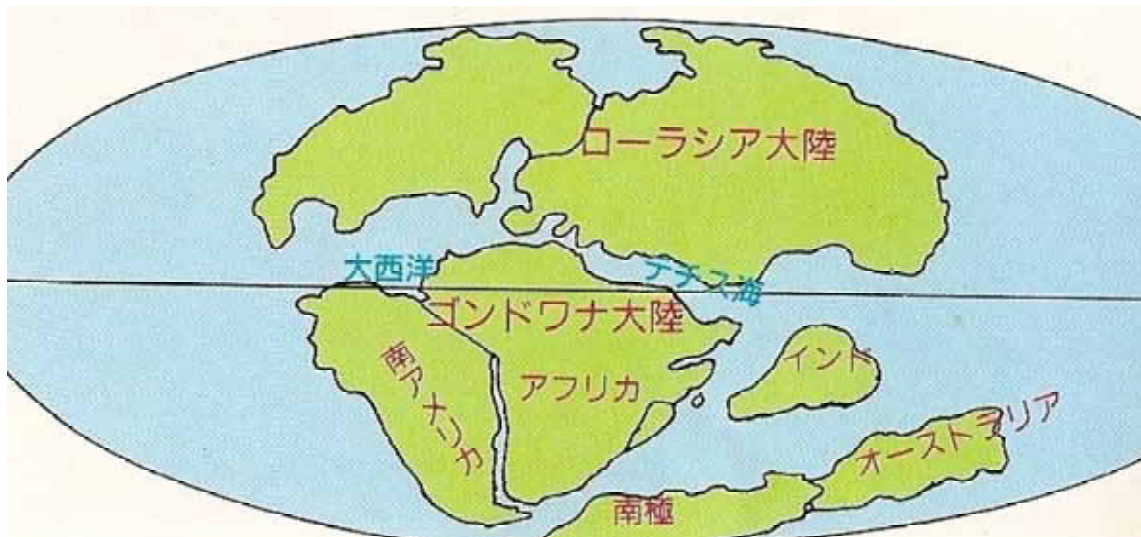 ローラシア大陸
大西洋
テチス海
ゴンドワナ大陸
インド
南アメリカ
アフリカ
オーストラリア
南極